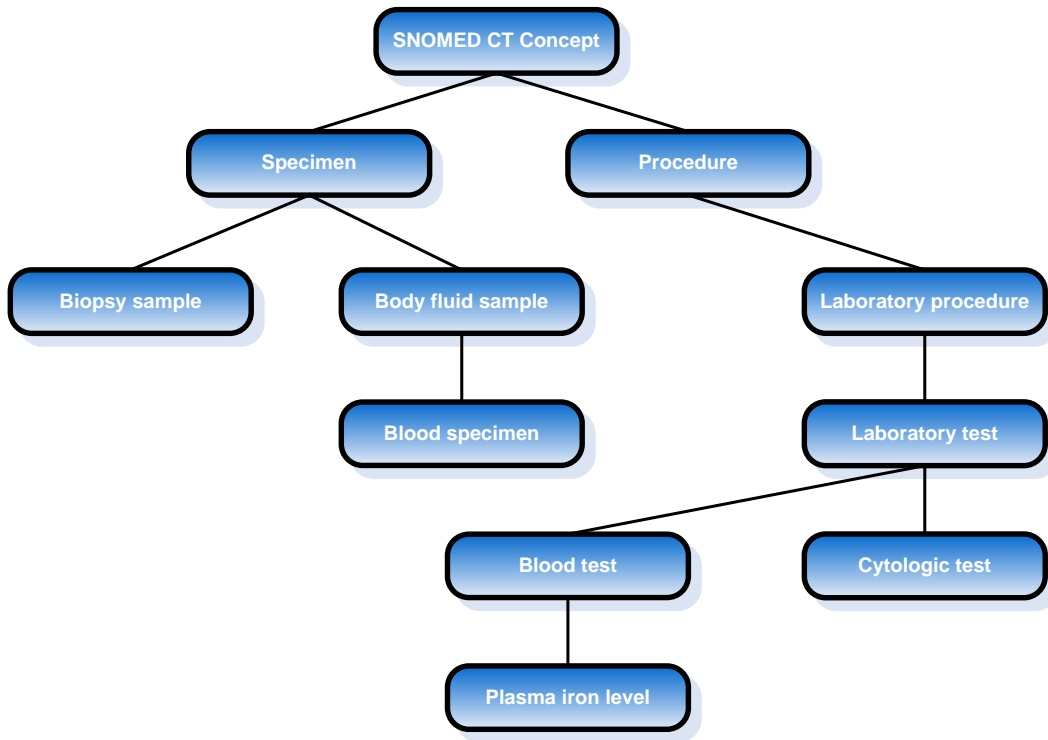 SNOMED CT Concept
Specimen
Procedure
Biopsy sample
Body fluid sample
Laboratory procedure
Blood specimen
Laboratory test
Blood test
Cytologic test
Plasma iron level